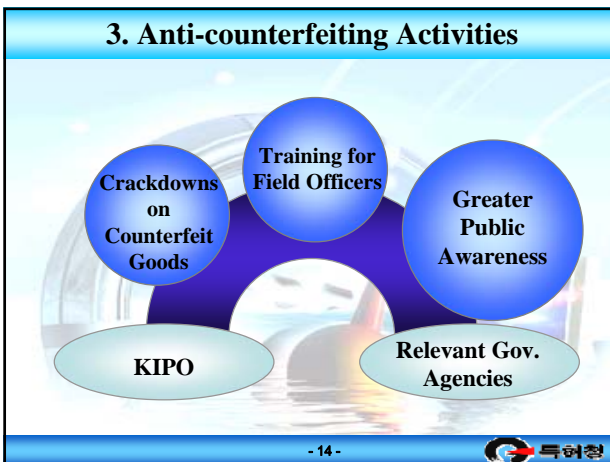 3. Anti-counterfeiting Activities
Crackdowns
on
Counterfeit
Goods
Training for
Field Officers
Greater
Public
Awareness
KIPO
Relevant Gov.
Agencies
- 14 -
특허청